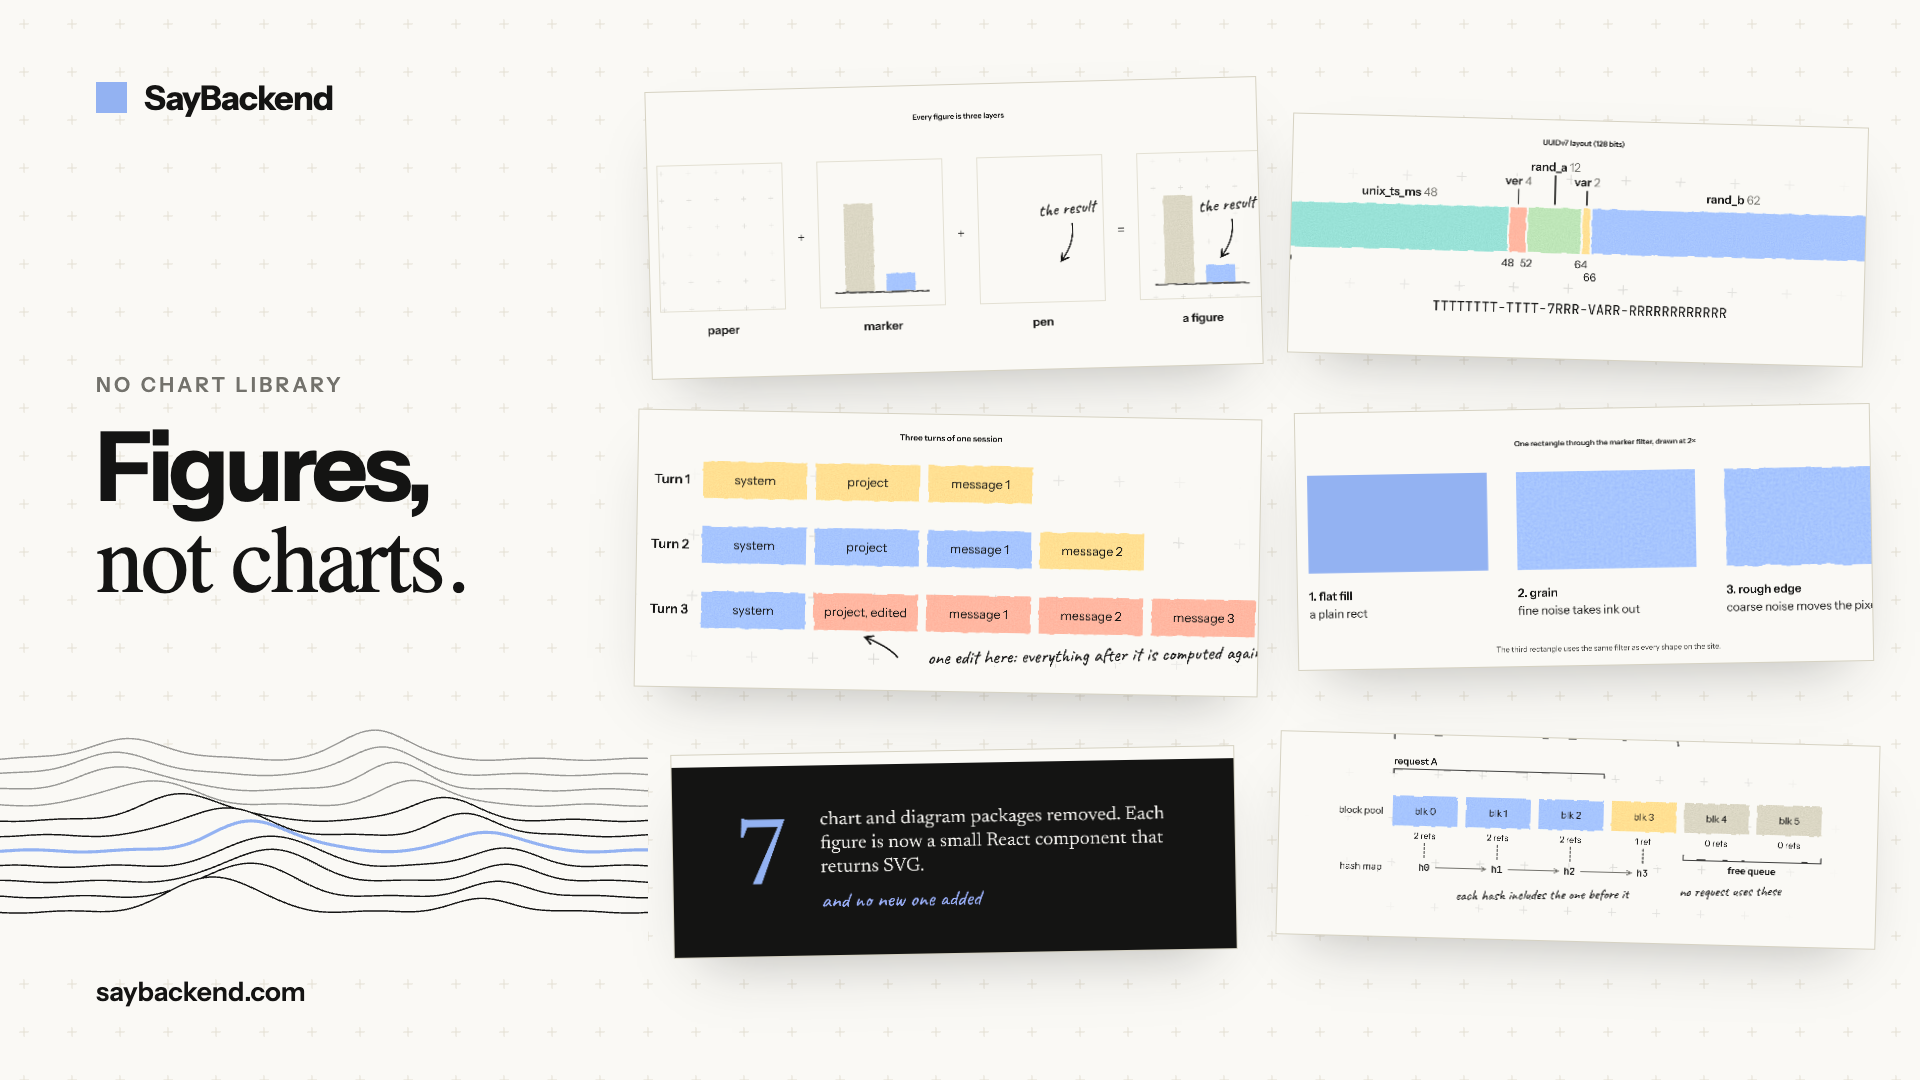 SayBackend
NO CHART LIBRARY
Figures,
not charts.
saybackend.com
Every figure is three layers
+
+
=
the result
the result
paper
marker
pen
a figure
UUIDv7 layout (128 bits)
rand_a 12
ver 4
var 2
unix_ts_ms 48
rand_b 62
48 52
64
66
TTTTTTTT-TTTT-7RRR-VARR-RRRRRRRRRRRR
Three turns of one session
Turn 1 system project message 1
Turn 2 system project message 1 message 2
Turn 3 system project, edited message 1 message 2 message 3
one edit here: everything after it is computed again
One rectangle through the marker filter, drawn at 2×
1. flat fill
a plain rect
2. grain
fine noise takes ink out
3. rough edge
coarse noise moves the
The third rectangle uses the same filter as every shape on the site.
7
chart and diagram packages removed. Each
figure is now a small React component that
returns SVG.
and no new one added
request A
block pool blk 0 blk 1 blk 2 blk 3 blk 4 blk 5
2 refs 2 refs 2 refs 1 ref 0 refs 0 refs
hash map h0 h1 h2 h3
free queue
each hash includes the one before it
no request uses these